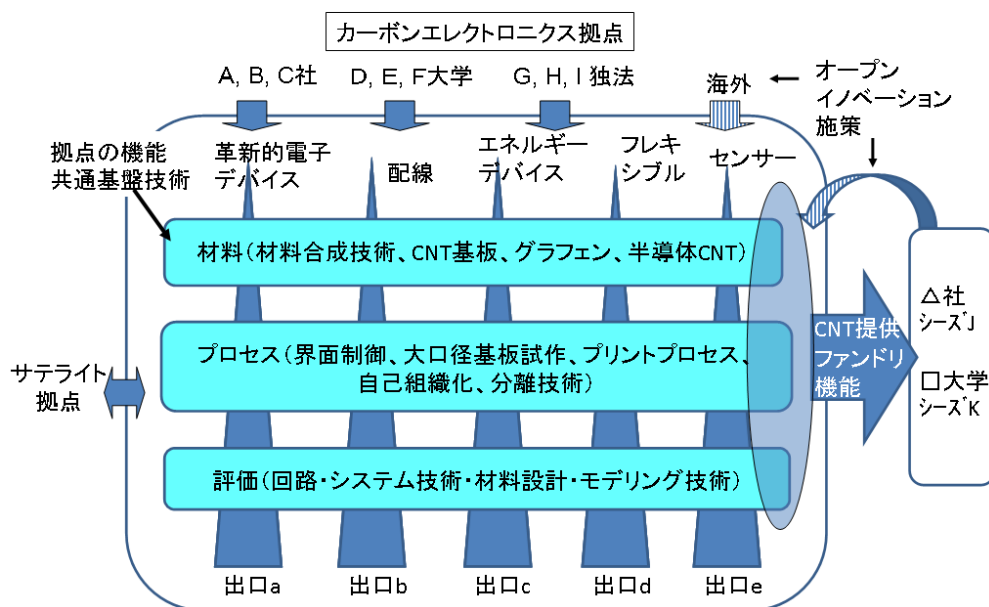 カーボンエレクトロニクス拠点
A, B, C社
D, E, F大学
G, H, I 独法
海外
オープン
イノベーション
施策
拠点の機能
共通基盤技術
革新的電子
デバイス
配線
エネルギー
デバイス
フレキ
シブル
センサー
材料(材料合成技術、CNT基板、グラフェン、半導体CNT)
プロセス(界面制御、大口径基板試作、プリントプロセス、
自己組織化、分離技術)
評価(回路・システム技術・材料設計・モデリング技術)
サテライト
拠点
CNT提供
ファンドリ
機能
△社
シーズJ
□大学
シーズK
出口a
出口b
出口c
出口d
出口e